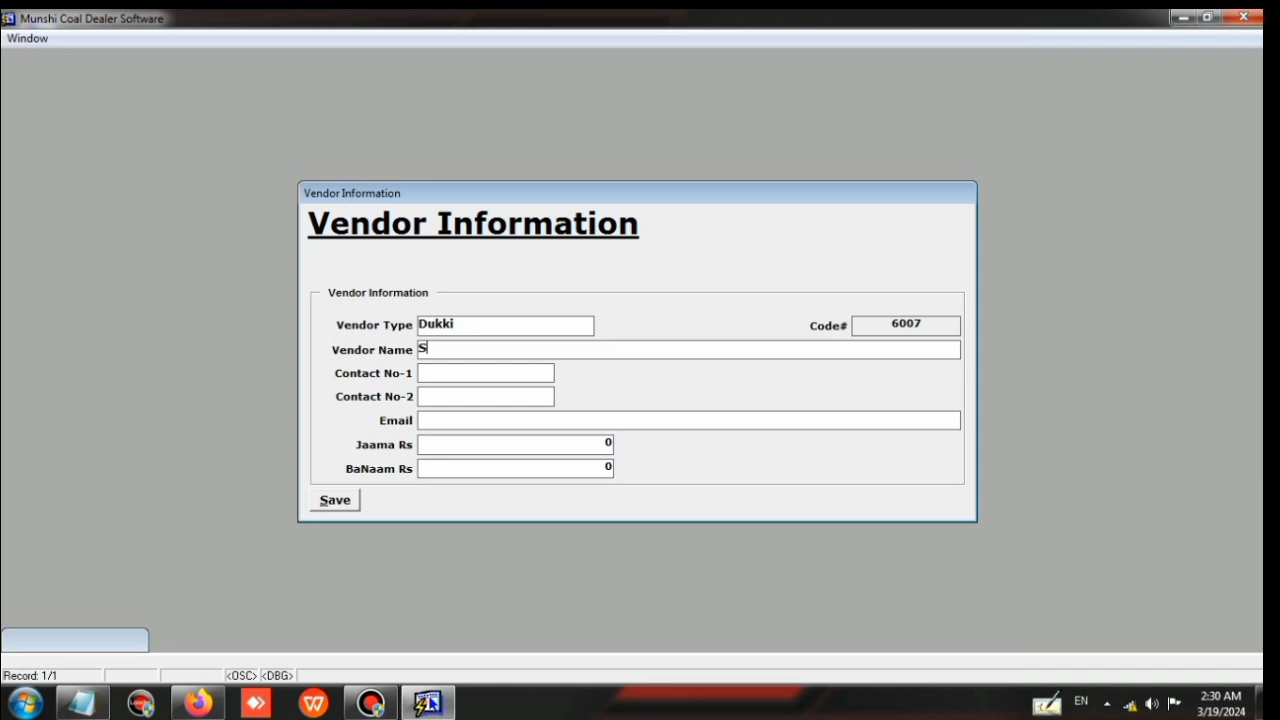 Munshi Coal Dealer Software
Window
Vendor Information
Vendor Information
Vendor Information
Vendor Type Dukki Code# 6007
Vendor Name S
Contact No-1
Contact No-2
Email
Jaama Rs 0
BaNaam Rs 0
Save
Record: 1/1 <OSC> <DBG>
EN 2:30 AM
3/19/2024